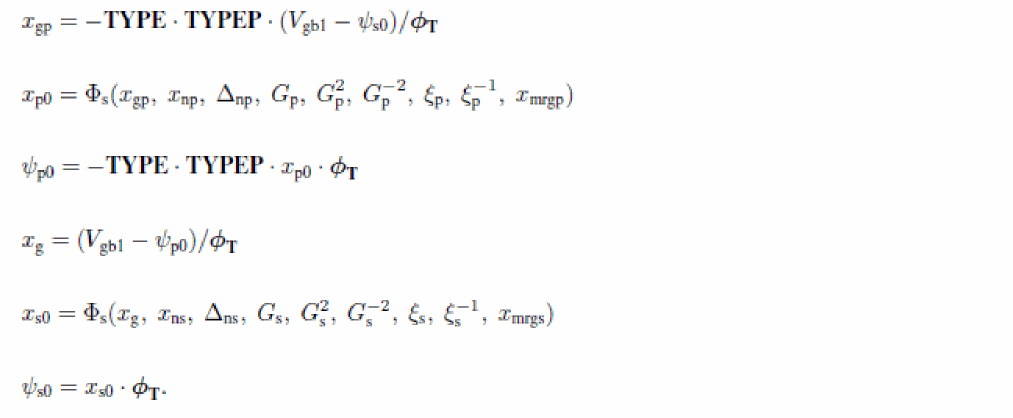 x_gp = −TYPE · TYPEP · (V_gb1 − ψ_s0)/ϕ_T
x_p0 = Φ_s(x_gp, x_np, Δ_np, G_p, G_p^2, G_p^−2, ξ_p, ξ_p^−1, x_mrgp)
ψ_p0 = −TYPE · TYPEP · x_p0 · ϕ_T
x_g = (V_gb1 − ψ_p0)/ϕ_T
x_s0 = Φ_s(x_g, x_ns, Δ_ns, G_s, G_s^2, G_s^−2, ξ_s, ξ_s^−1, x_mrgs)
ψ_s0 = x_s0 · ϕ_T.